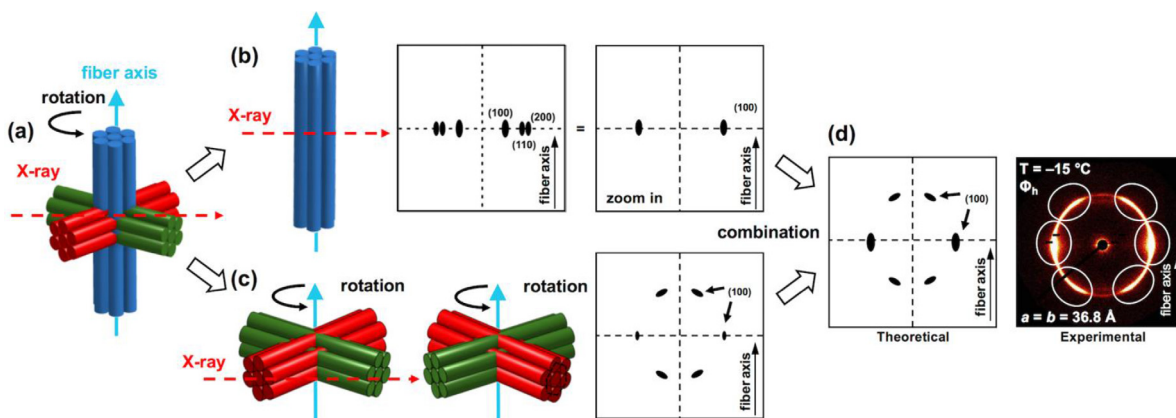 (a)
fiber axis
rotation
X-ray
(b)
X-ray
(100)
(200)
(110)
fiber axis
=
(100)
zoom in
fiber axis
(c)
rotation
rotation
X-ray
(100)
fiber axis
combination
(d)
(100)
fiber axis
Theoretical
T = –15 °C
Φh
fiber axis
a = b = 36.8 Å
Experimental